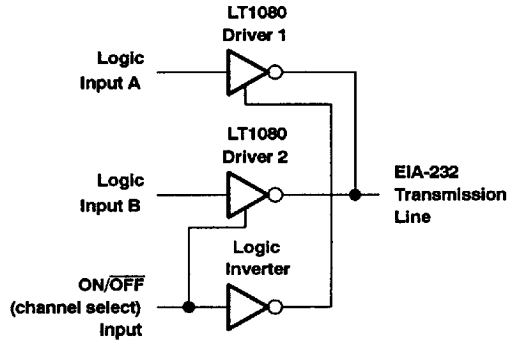 LT1080
Driver 1
Logic
Input A
LT1080
Driver 2
Logic
Input B
EIA-232
Transmission
Line
Logic
Inverter
ON/OFF
(channel select)
Input